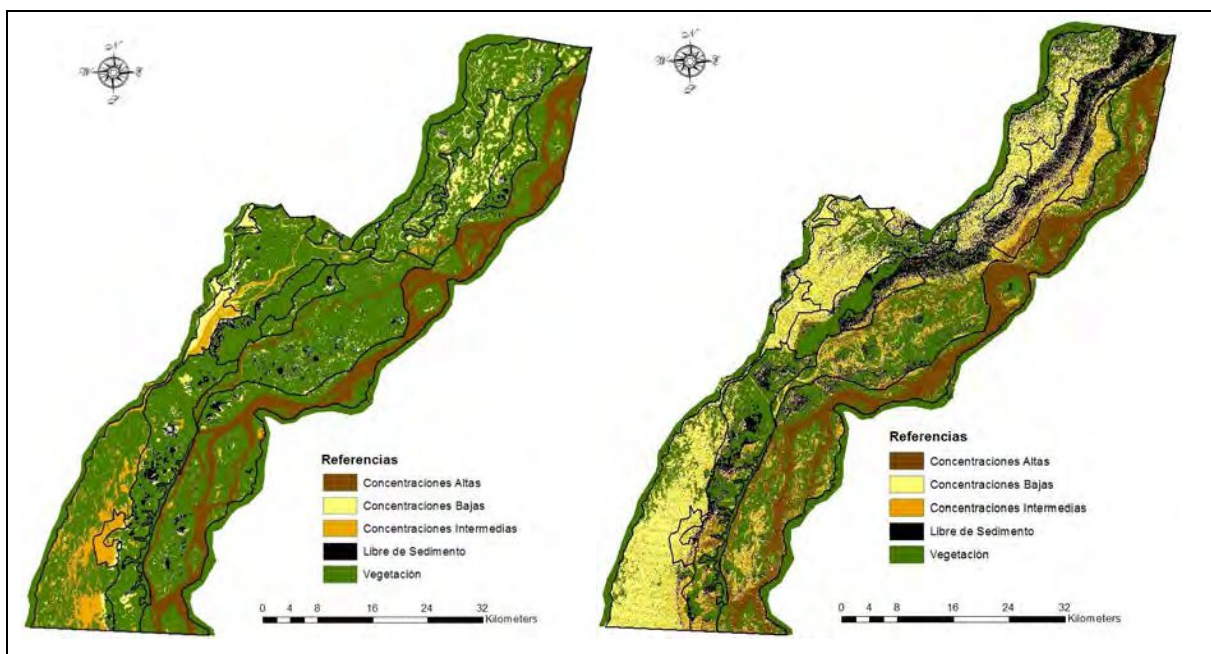 N
W E
S
Referencias
Concentraciones Altas
Concentraciones Bajas
Concentraciones Intermedias
Libre de Sedimento
Vegetación
0 4 8 16 24 32
Kilometers
N
W E
S
Referencias
Concentraciones Altas
Concentraciones Bajas
Concentraciones Intermedias
Libre de Sedimento
Vegetación
0 4 8 16 24 32
Kilometers